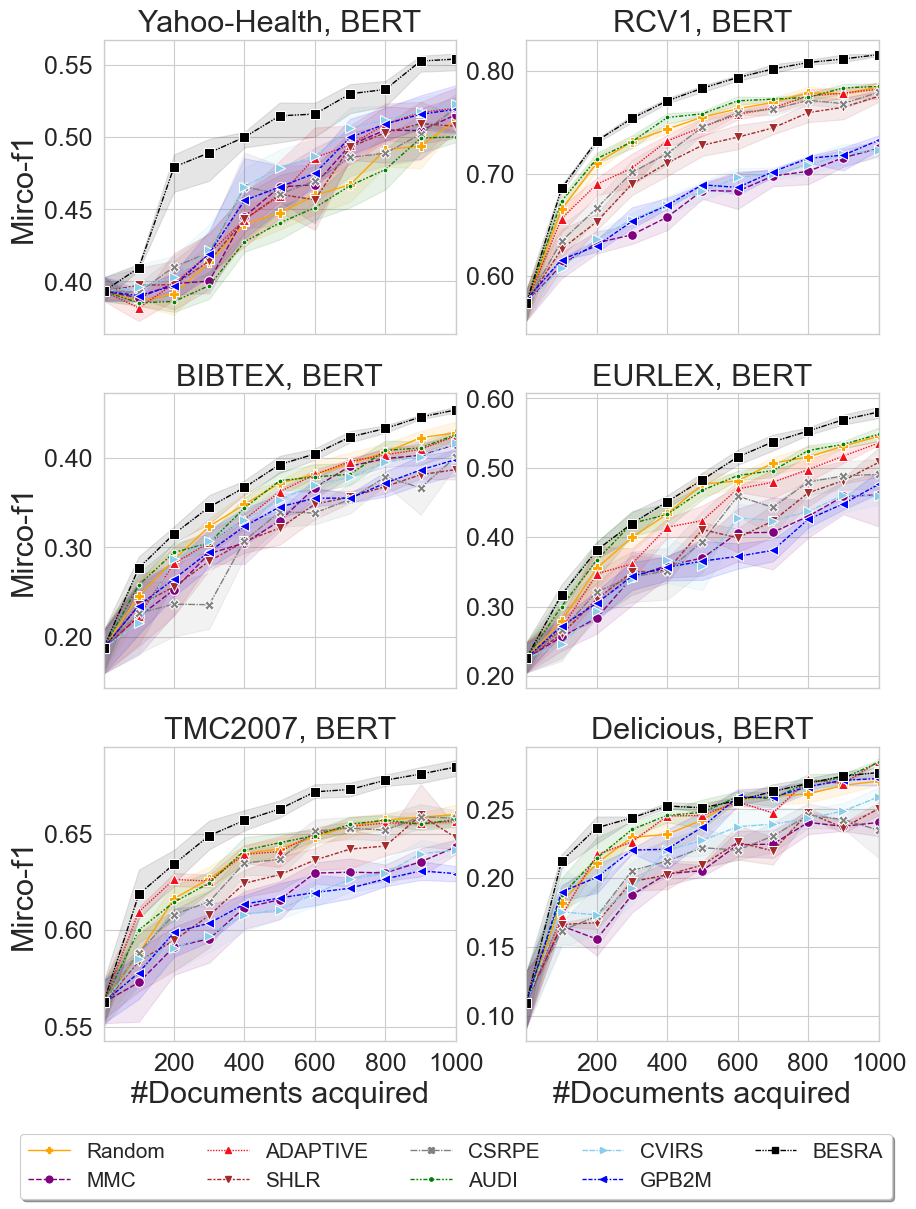 Yahoo-Health, BERT
RCV1, BERT
0.55
0.50
0.45
0.40
Mirco-f1
0.80
0.70
0.60
BIBTEX, BERT
EURLEX, BERT
0.40
0.30
0.20
Mirco-f1
0.60
0.50
0.40
0.30
0.20
TMC2007, BERT
Delicious, BERT
0.65
0.60
0.55
Mirco-f1
0.25
0.20
0.15
0.10
200 400 600 800 1000
200 400 600 800 1000
#Documents acquired
#Documents acquired
Random ADAPTIVE CSRPE CVIRS BESRA
MMC SHLR AUDI GPB2M